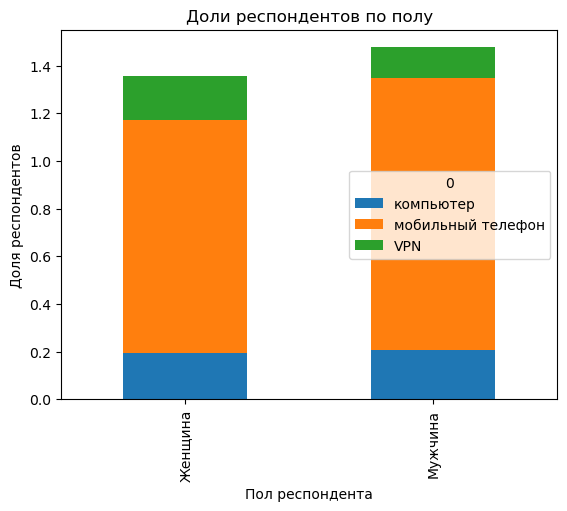 Доли респондентов по полу
Доля респондентов
1.4
1.2
1.0
0.8
0.6
0.4
0.2
0.0
0
компьютер
мобильный телефон
VPN
Женщина
Мужчина
Пол респондента